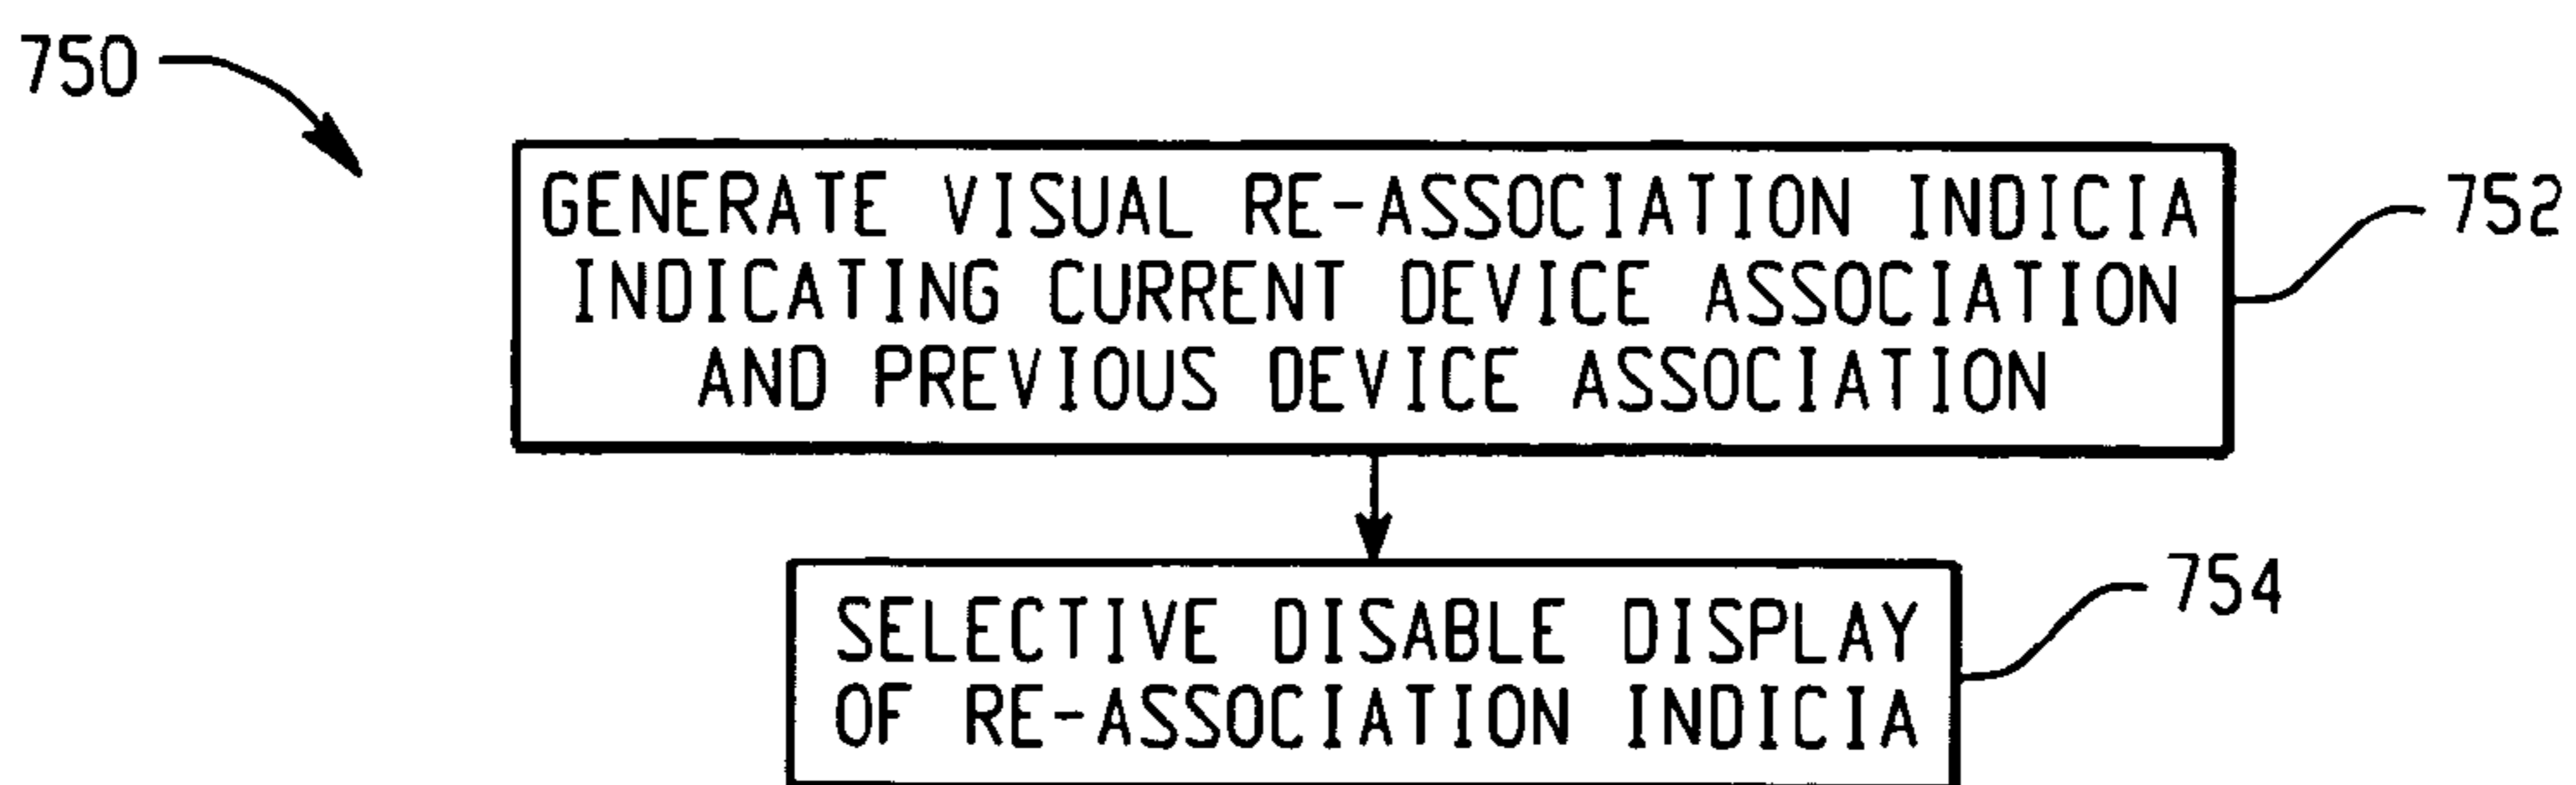 750
GENERATE VISUAL RE-ASSOCIATION INDICIA
INDICATING CURRENT DEVICE ASSOCIATION
AND PREVIOUS DEVICE ASSOCIATION
752
SELECTIVE DISABLE DISPLAY
OF RE-ASSOCIATION INDICIA
754